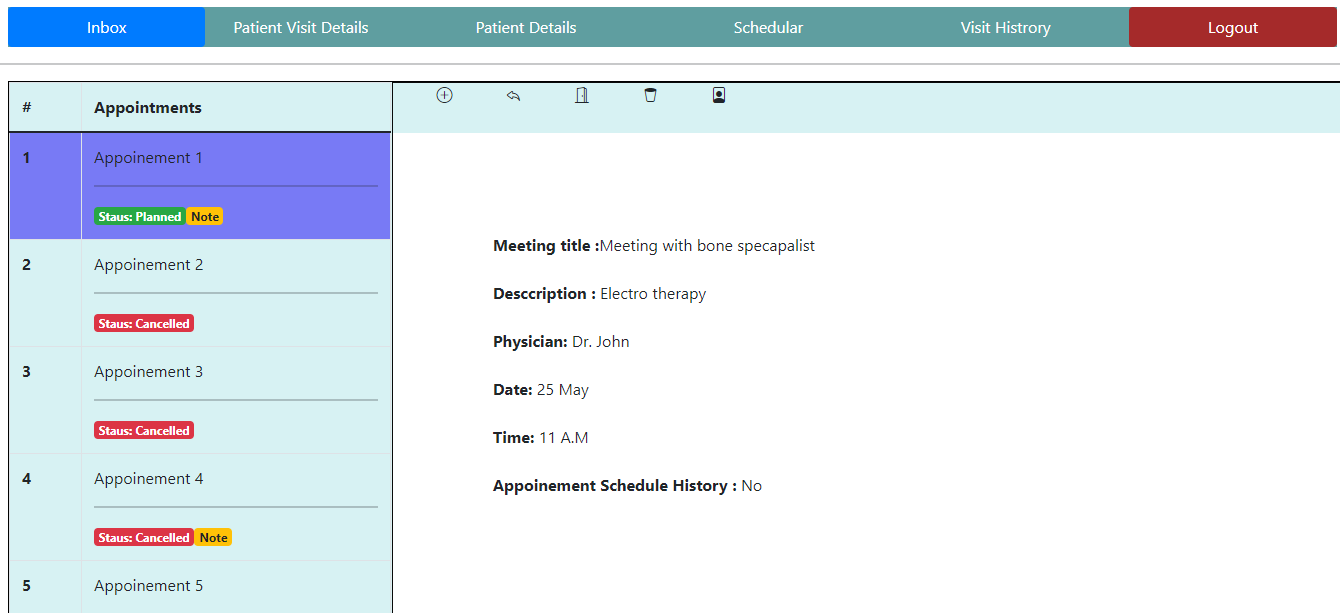 Inbox Patient Visit Details Patient Details Schedular Visit Histrory Logout
# Appointments
1 Appoinement 1
Staus: Planned Note
2 Appoinement 2
Staus: Cancelled
3 Appoinement 3
Staus: Cancelled
4 Appoinement 4
Staus: Cancelled Note
5 Appoinement 5
Meeting title :Meeting with bone specapalist
Desccription : Electro therapy
Physician: Dr. John
Date: 25 May
Time: 11 A.M
Appoinement Schedule History : No